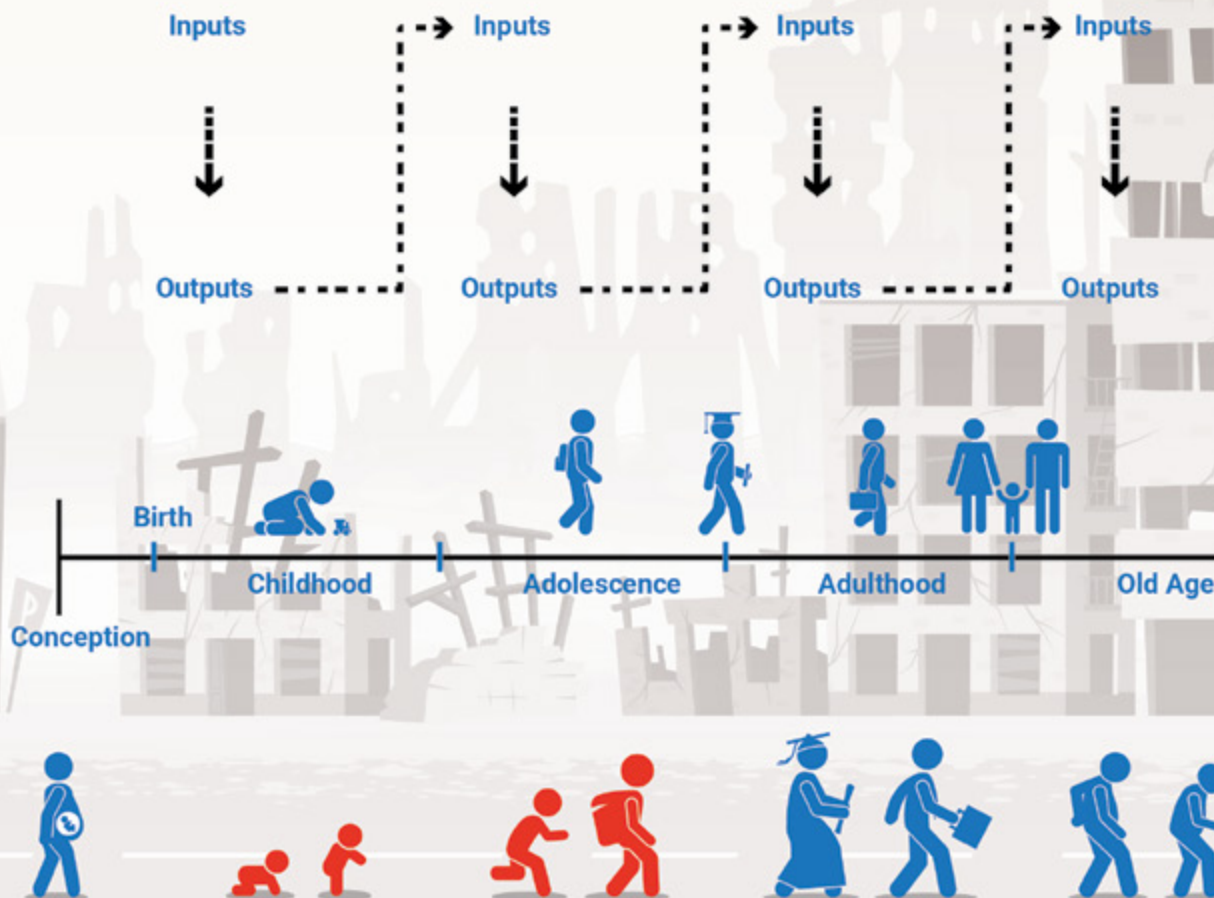 Inputs
Inputs
Inputs
Inputs
Outputs
Outputs
Outputs
Outputs
Birth
Childhood
Adolescence
Adulthood
Old Age
Conception
P